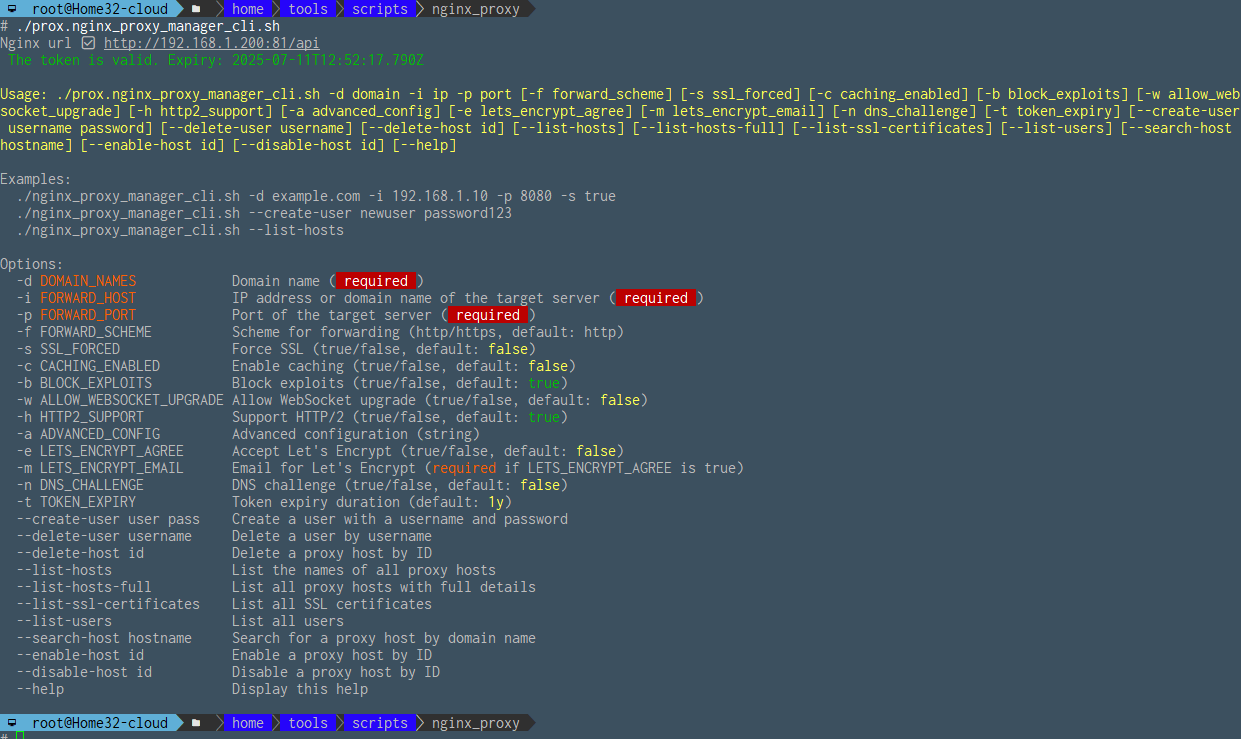 root@Home32-cloud home tools scripts nginx_proxy
# ./prox.nginx_proxy_manager_cli.sh
Nginx url ☑ http://192.168.1.200:81/api
The token is valid. Expiry: 2025-07-11T12:52:17.790Z
Usage: ./prox.nginx_proxy_manager_cli.sh -d domain -i ip -p port [-f forward_scheme] [-s ssl_forced] [-c caching_enabled] [-b block_exploits] [-w allow_web
socket_upgrade] [-h http2_support] [-a advanced_config] [-e lets_encrypt_agree] [-m lets_encrypt_email] [-n dns_challenge] [-t token_expiry] [--create-user
username password] [--delete-user username] [--delete-host id] [--list-hosts] [--list-hosts-full] [--list-ssl-certificates] [--list-users] [--search-host
hostname] [--enable-host id] [--disable-host id] [--help]
Examples:
./nginx_proxy_manager_cli.sh -d example.com -i 192.168.1.10 -p 8080 -s true
./nginx_proxy_manager_cli.sh --create-user newuser password123
./nginx_proxy_manager_cli.sh --list-hosts
Options:
-d DOMAIN_NAMES Domain name ( required )
-i FORWARD_HOST IP address or domain name of the target server ( required )
-p FORWARD_PORT Port of the target server ( required )
-f FORWARD_SCHEME Scheme for forwarding (http/https, default: http)
-s SSL_FORCED Force SSL (true/false, default: false)
-c CACHING_ENABLED Enable caching (true/false, default: false)
-b BLOCK_EXPLOITS Block exploits (true/false, default: true)
-w ALLOW_WEBSOCKET_UPGRADE Allow WebSocket upgrade (true/false, default: false)
-h HTTP2_SUPPORT Support HTTP/2 (true/false, default: true)
-a ADVANCED_CONFIG Advanced configuration (string)
-e LETS_ENCRYPT_AGREE Accept Let's Encrypt (true/false, default: false)
-m LETS_ENCRYPT_EMAIL Email for Let's Encrypt (required if LETS_ENCRYPT_AGREE is true)
-n DNS_CHALLENGE DNS challenge (true/false, default: false)
-t TOKEN_EXPIRY Token expiry duration (default: 1y)
--create-user user pass Create a user with a username and password
--delete-user username Delete a user by username
--delete-host id Delete a proxy host by ID
--list-hosts List the names of all proxy hosts
--list-hosts-full List all proxy hosts with full details
--list-ssl-certificates List all SSL certificates
--list-users List all users
--search-host hostname Search for a proxy host by domain name
--enable-host id Enable a proxy host by ID
--disable-host id Disable a proxy host by ID
--help Display this help
root@Home32-cloud home tools scripts nginx_proxy
#